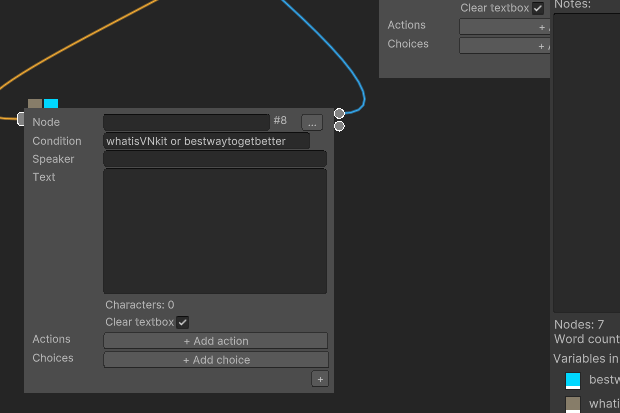 Clear textbox
Notes:
Actions
+
Choices
+
Node #8 ...
Condition whatisVNkit or bestwaytogetbetter
Speaker
Text
Characters: 0
Clear textbox
Actions + Add action
Choices + Add choice
+
Nodes: 7
Word count
Variables in
bestw
whati